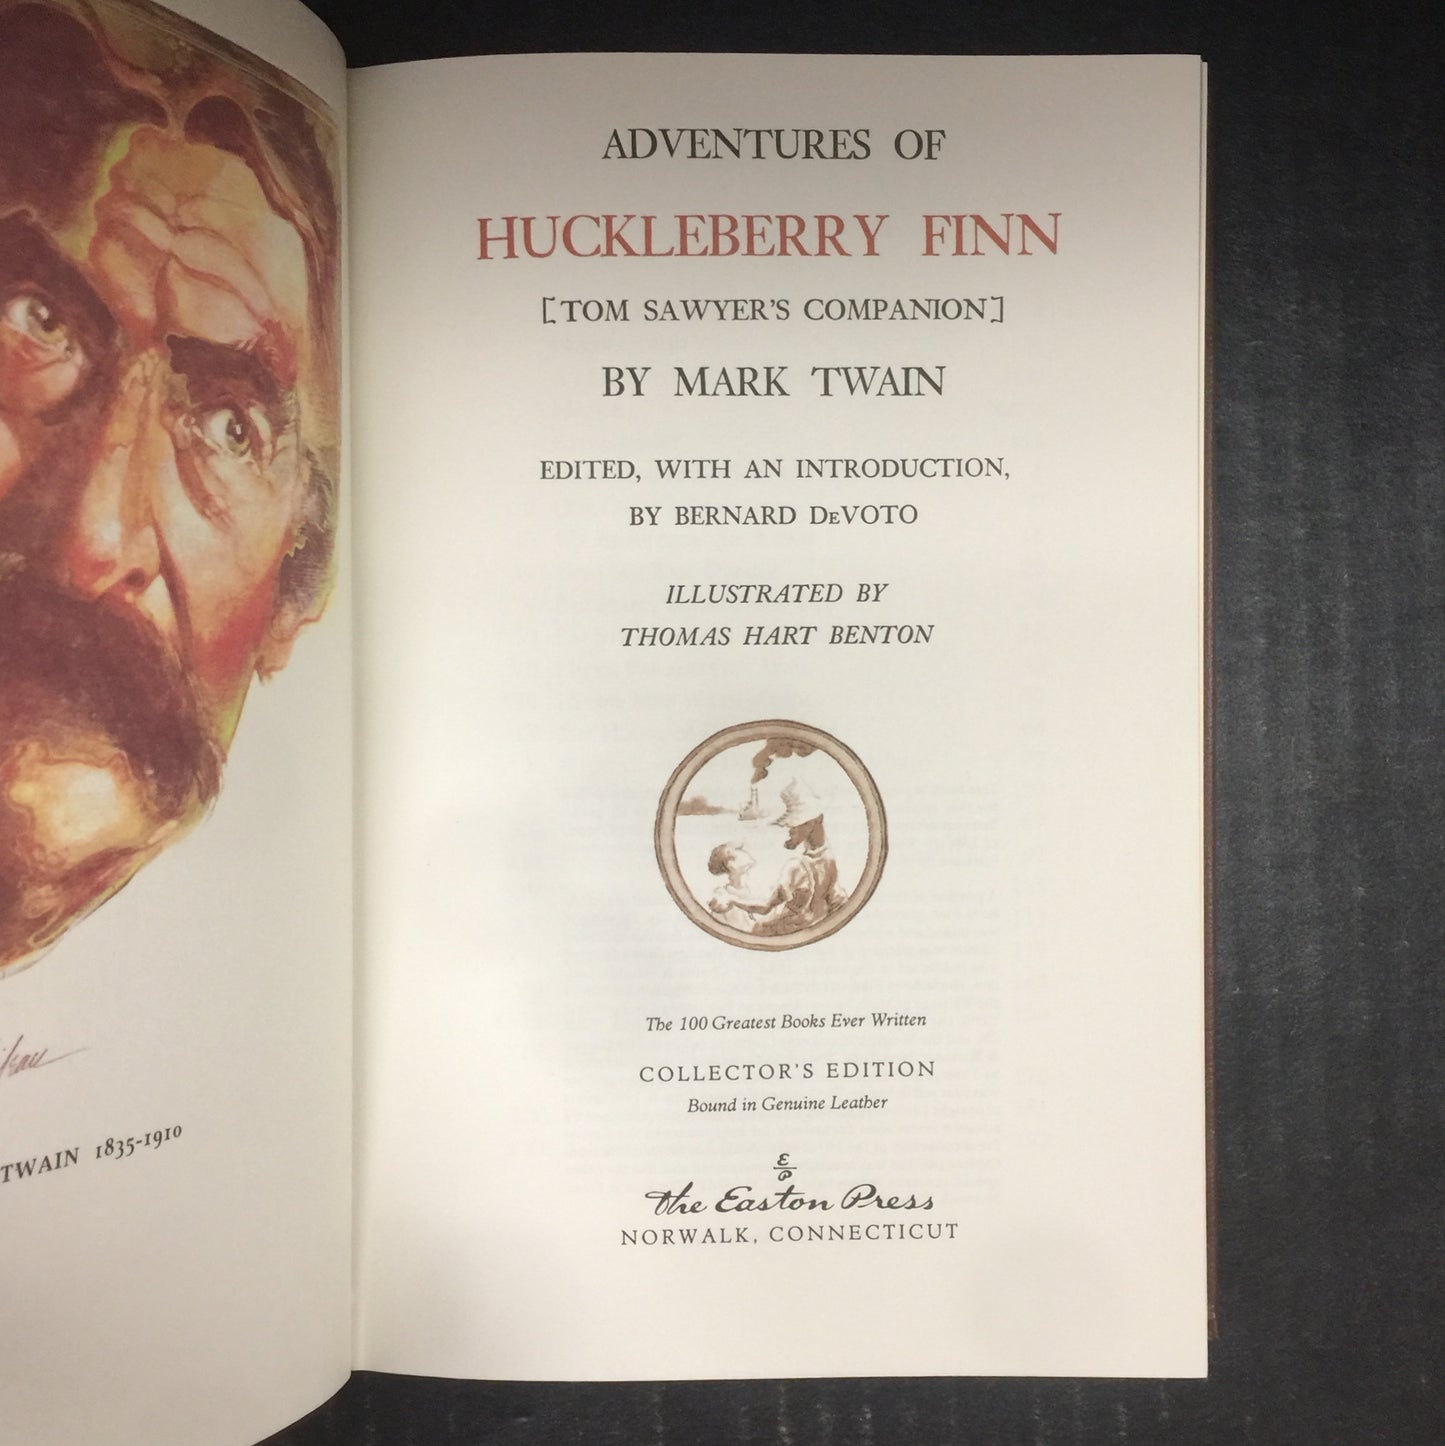 TWAIN 1835-1910
ADVENTURES OF
HUCKLEBERRY FINN
[TOM SAWYER'S COMPANION]
BY MARK TWAIN
EDITED, WITH AN INTRODUCTION,
BY BERNARD DeVOTO
ILLUSTRATED BY
THOMAS HART BENTON
The 100 Greatest Books Ever Written
COLLECTOR'S EDITION
Bound in Genuine Leather
E
P
The Easton Press
NORWALK, CONNECTICUT